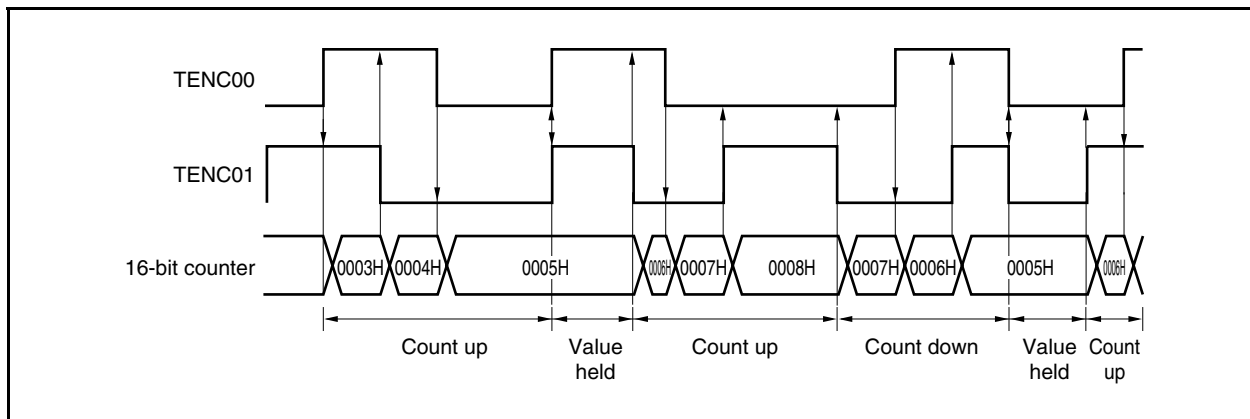 TENC00
TENC01
16-bit counter
0003H 0004H 0005H 0006H 0007H 0008H 0007H 0006H 0005H 0006H
Count up Value held Count up Count down Value held Count up